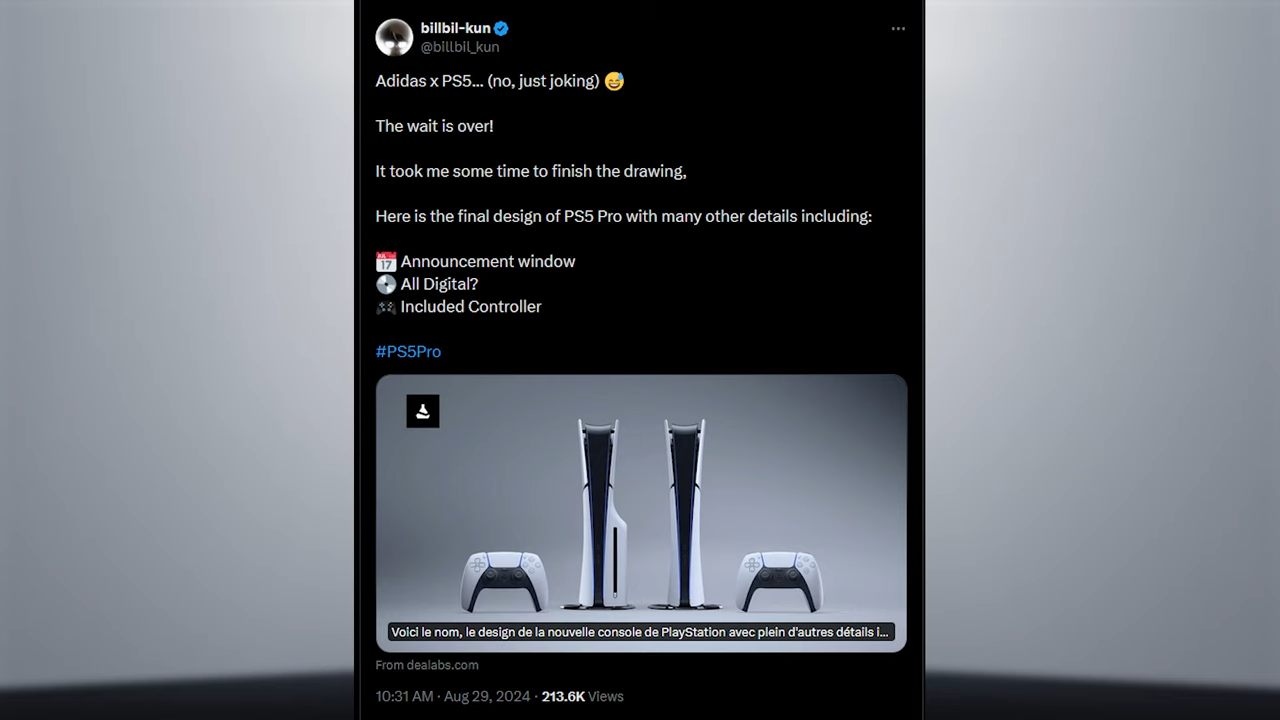 billbil-kun
@billbil_kun
Adidas x PS5... (no, just joking) 😅
The wait is over!
It took me some time to finish the drawing,
Here is the final design of PS5 Pro with many other details including:
📅 Announcement window
💿 All Digital?
🎮 Included Controller
#PS5Pro
Voici le nom, le design de la nouvelle console de PlayStation avec plein d'autres détails i...
From dealabs.com
10:31 AM · Aug 29, 2024 · 213.6K Views